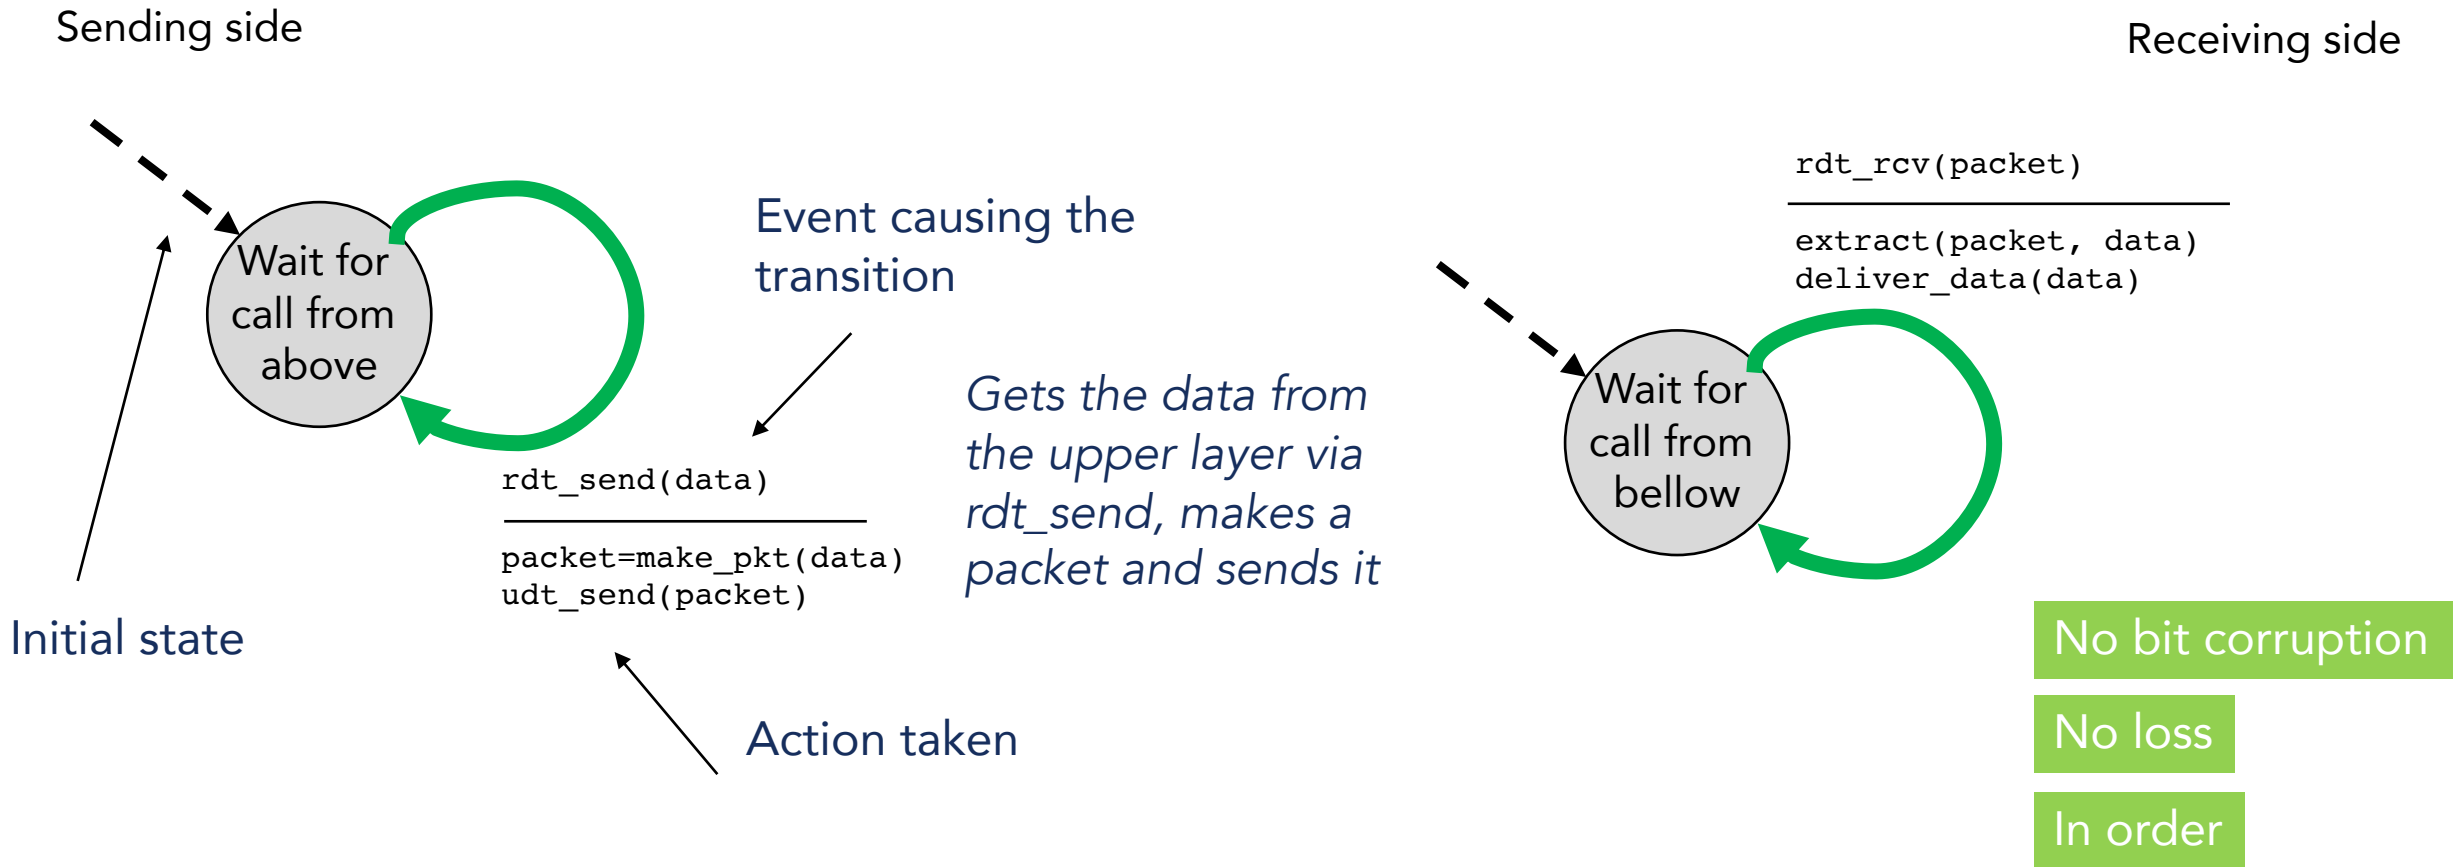 Sending side
Receiving side
Wait for
call from
above
Event causing the
transition
rdt_send(data)
packet=make_pkt(data)
udt_send(packet)
Gets the data from
the upper layer via
rdt_send, makes a
packet and sends it
Initial state
Action taken
rdt_rcv(packet)
extract(packet, data)
deliver_data(data)
Wait for
call from
bellow
No bit corruption
No loss
In order